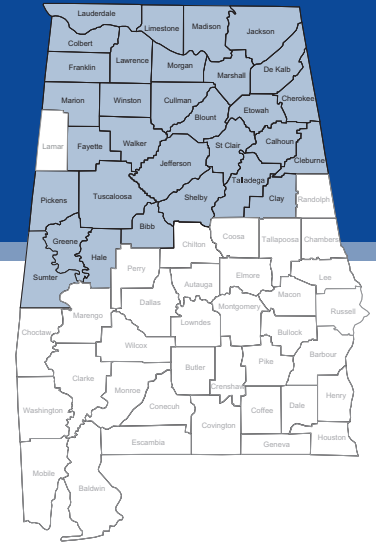 Lauderdale
Limestone
Madison
Jackson
Colbert
Lawrence
Franklin
Morgan
Marshall
De Kalb
Marion
Winston
Cullman
Cherokee
Etowah
Blount
Lamar
Fayette
Walker
St Clair
Calhoun
Jefferson
Cleburne
Talladega
Pickens
Tuscaloosa
Shelby
Clay
Randolph
Bibb
Greene
Hale
Chilton
Coosa
Tallapoosa
Chambers
Sumter
Perry
Elmore
Lee
Autauga
Macon
Dallas
Montgomery
Russell
Marengo
Lowndes
Choctaw
Bullock
Wilcox
Barbour
Butler
Pike
Clarke
Crenshaw
Monroe
Henry
Conecuh
Dale
Washington
Coffee
Covington
Houston
Escambia
Geneva
Mobile
Baldwin